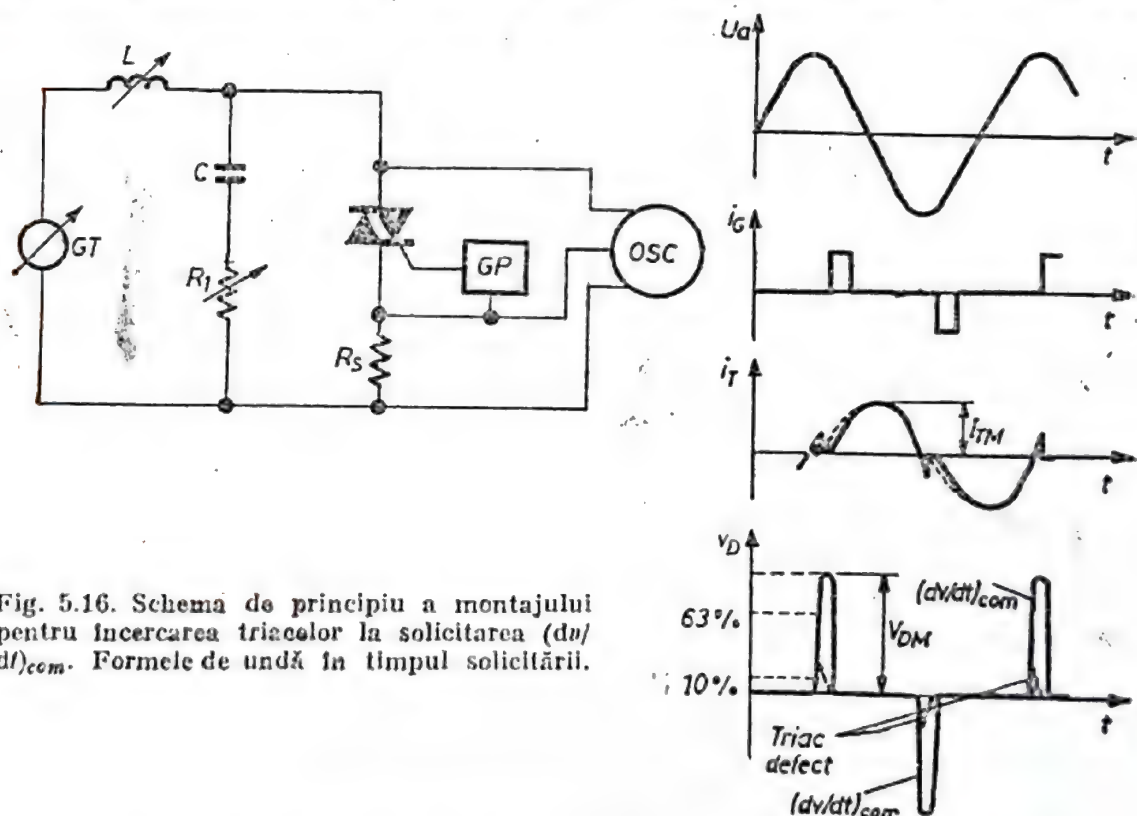 L
C
GT
R1
GP
OSC
RS
Fig. 5.16. Schema de principiu a montajului
pentru încercarea triacelor la solicitarea (dv/
dt)com. Formele de undă în timpul solicitării.
Ua
t
iG
t
iT
iTM
t
vD
(dv/dt)com
63%
VDM
10%
t
Triac
defect
(dv/dt)com